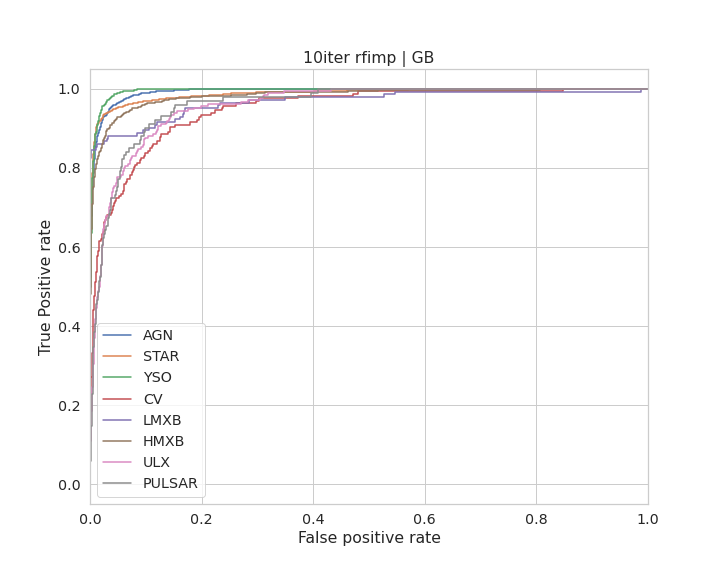 10iter rfimp | GB
1.0
0.8
0.6
0.4
0.2
0.0
True Positive rate
AGN
STAR
YSO
CV
LMXB
HMXB
ULX
PULSAR
0.0 0.2 0.4 0.6 0.8 1.0
False positive rate